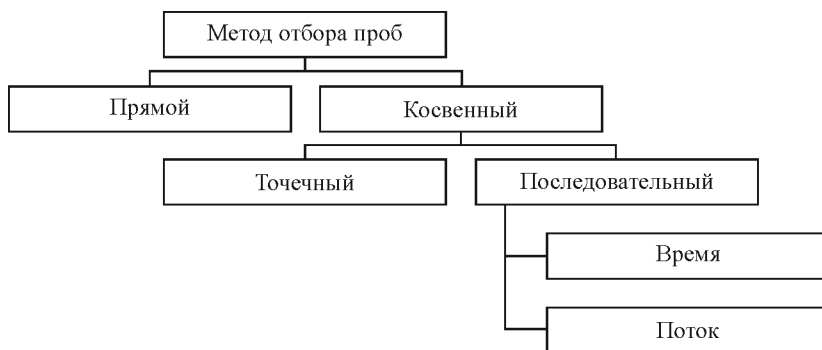 Метод отбора проб
Прямой
Косвенный
Точечный
Последовательный
Время
Поток